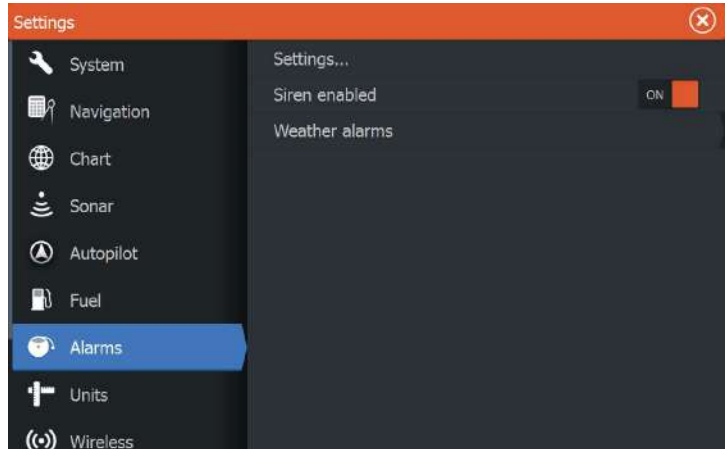 Settings
System
Navigation
Chart
Sonar
Autopilot
Fuel
Alarms
Units
Wireless
Settings...
Siren enabled ON
Weather alarms